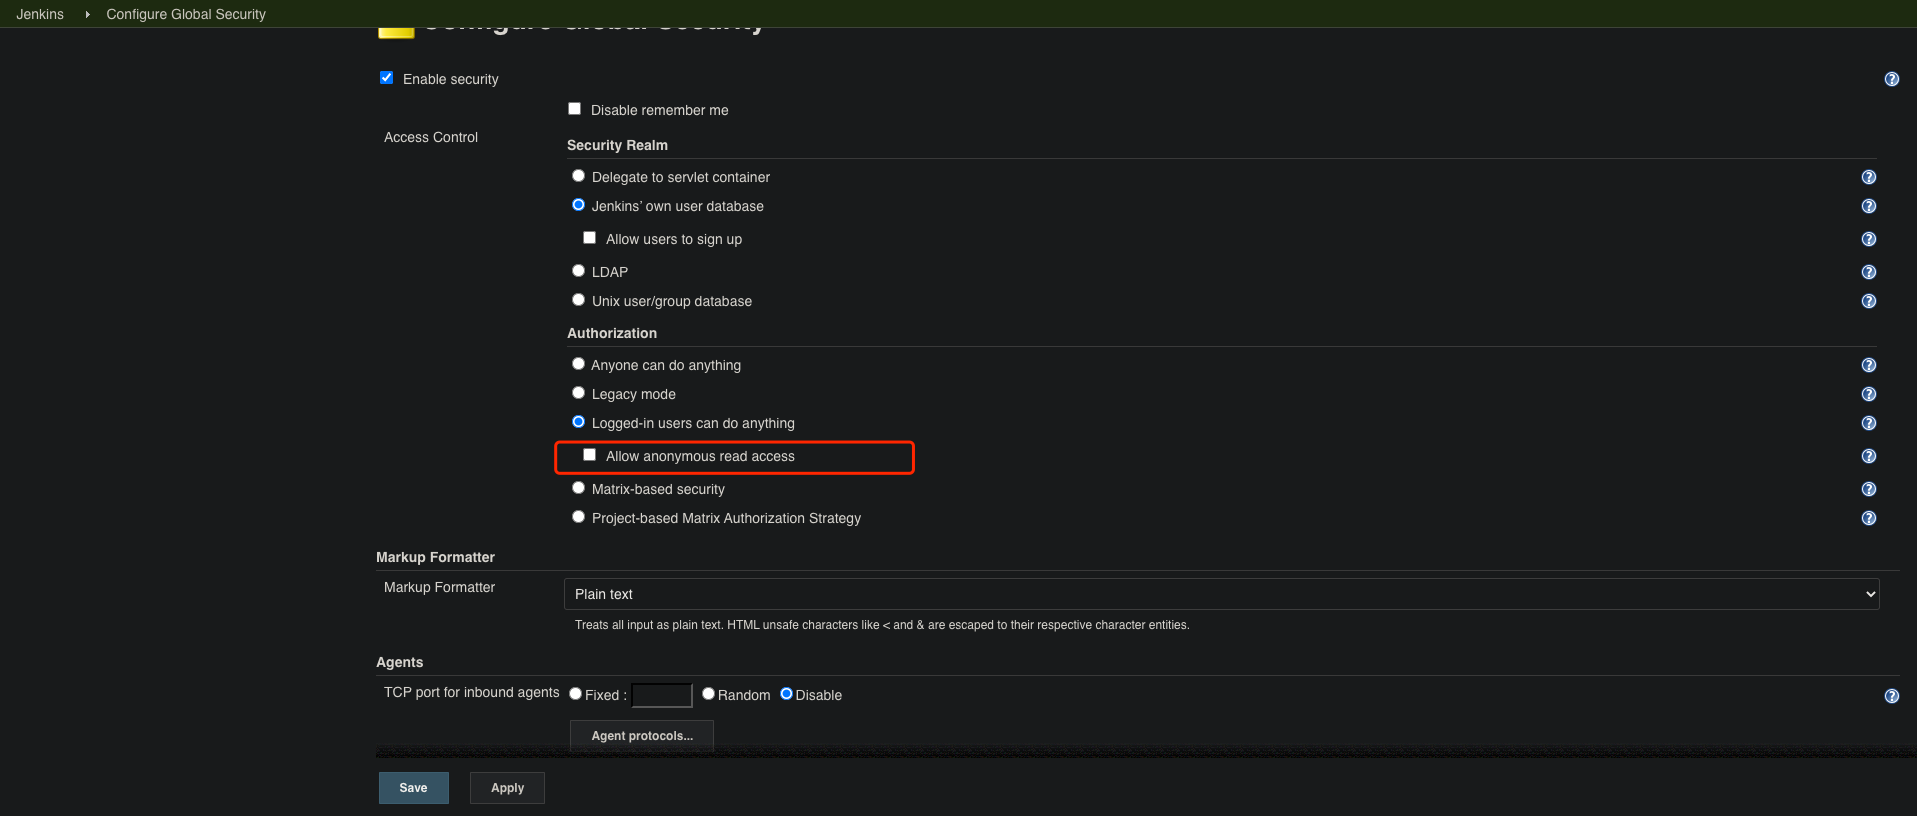 Jenkins Configure Global Security
Configure Global Security
Enable security
Disable remember me
Access Control
Security Realm
Delegate to servlet container
Jenkins’ own user database
Allow users to sign up
LDAP
Unix user/group database
Authorization
Anyone can do anything
Legacy mode
Logged-in users can do anything
Allow anonymous read access
Matrix-based security
Project-based Matrix Authorization Strategy
Markup Formatter
Markup Formatter Plain text
Treats all input as plain text. HTML unsafe characters like < and & are escaped to their respective character entities.
Agents
TCP port for inbound agents Fixed : Random Disable
Agent protocols...
Save Apply